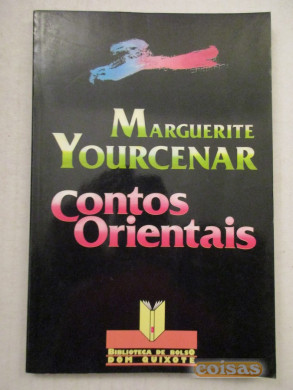 MARGUERITE
YOURCENAR
Contos
Orientais
BIBLIOTECA DE BOLSO
DOM QUIXOTE
coisas